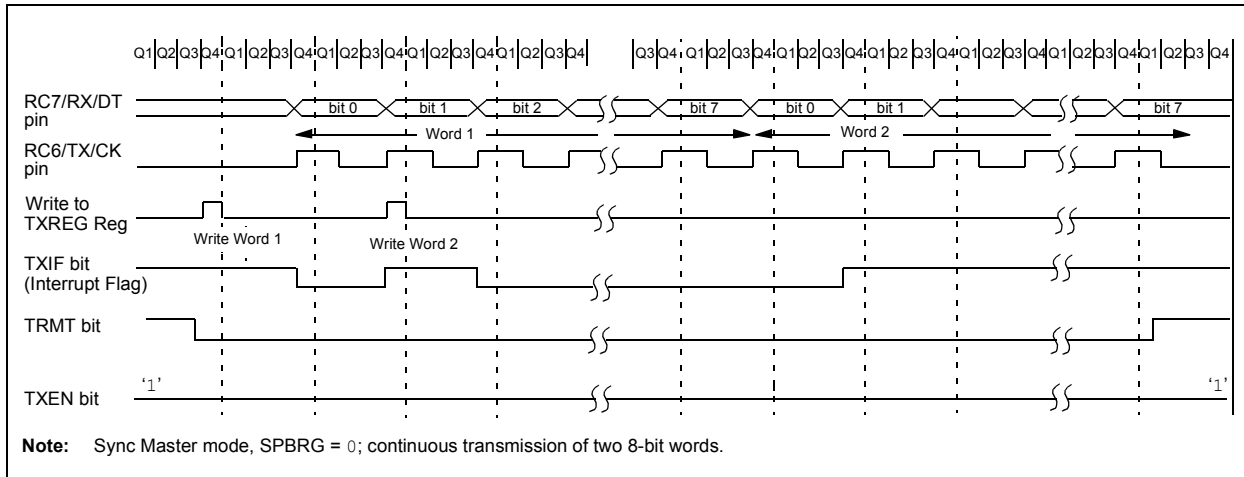 Q1 Q2 Q3 Q4 Q1 Q2 Q3 Q4 Q1 Q2 Q3 Q4 Q1 Q2 Q3 Q4 Q1 Q2 Q3 Q4 Q3 Q4 Q1 Q2 Q3 Q4 Q1 Q2 Q3 Q4 Q1 Q2 Q3 Q4 Q1 Q2 Q3 Q4 Q1 Q2 Q3 Q4 Q1 Q2 Q3 Q4
RC7/RX/DT
pin
bit 0 bit 1 bit 2 bit 7 bit 0 bit 1 bit 7
Word 1 Word 2
RC6/TX/CK
pin
Write to
TXREG Reg
Write Word 1 Write Word 2
TXIF bit
(Interrupt Flag)
TRMT bit
‘1’ ‘1’
TXEN bit
Note: Sync Master mode, SPBRG = 0; continuous transmission of two 8-bit words.